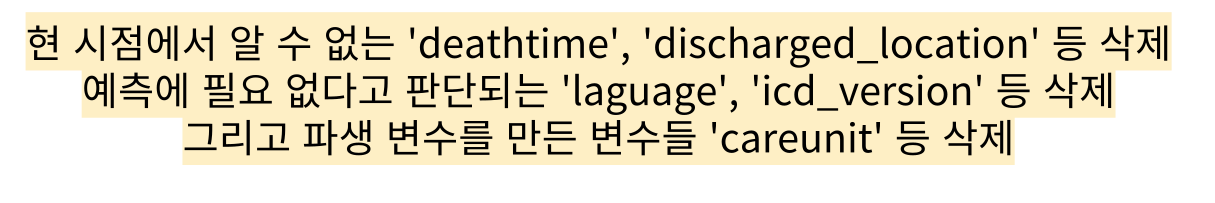 현 시점에서 알 수 없는 'deathtime', 'discharged_location' 등 삭제
예측에 필요 없다고 판단되는 'laguage', 'icd_version' 등 삭제
그리고 파생 변수를 만든 변수들 'careunit' 등 삭제